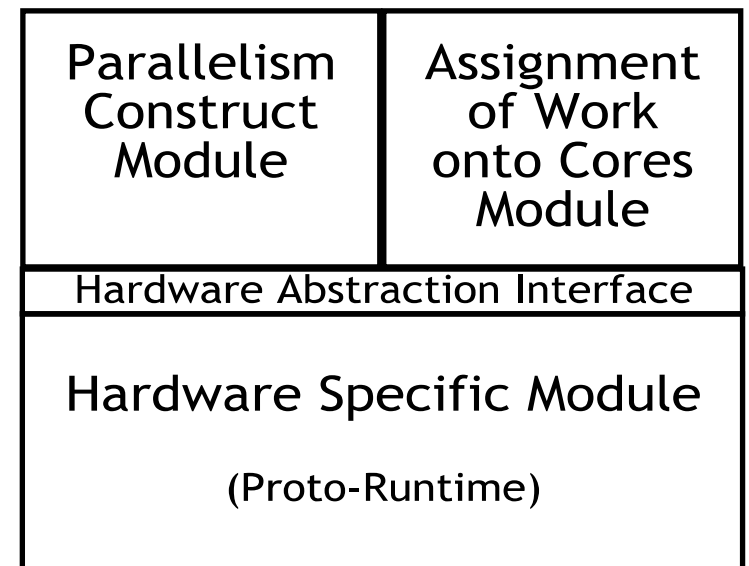 Parallelism
Construct
Module
Assignment
of Work
onto Cores
Module
Hardware Abstraction Interface
Hardware Specific Module
(Proto-Runtime)